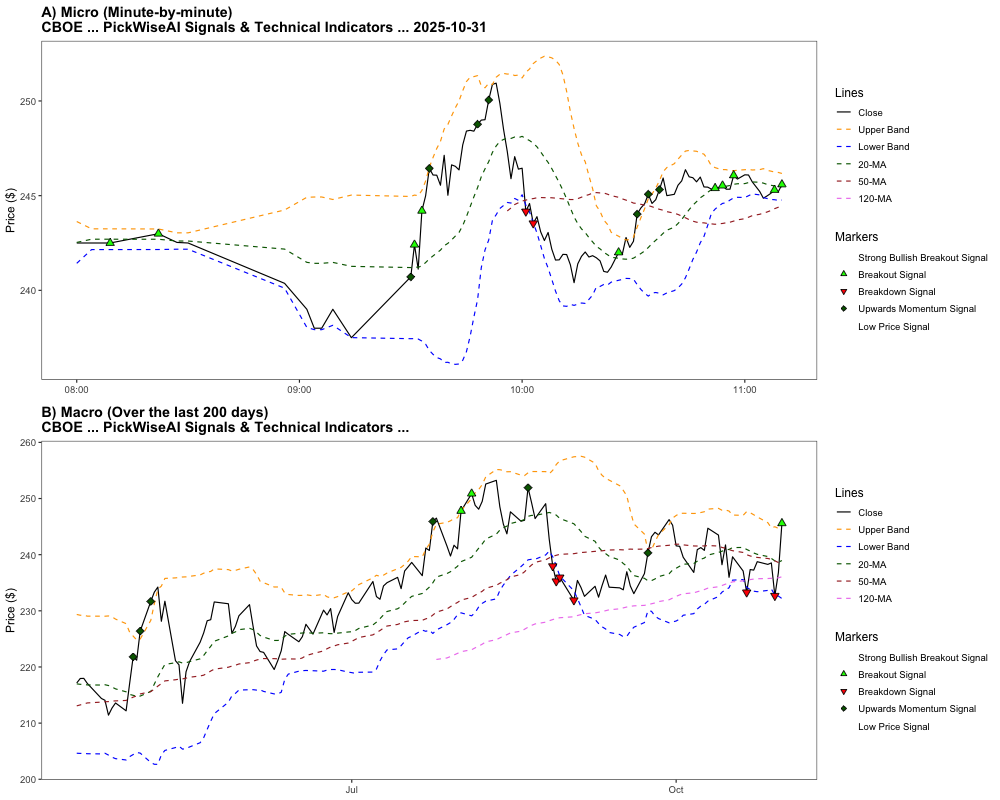 A) Micro (Minute-by-minute)
CBOE ... PickWiseAI Signals & Technical Indicators ... 2025-10-31
Price ($)
250
245
240
08:00
09:00
10:00
11:00
Lines
Close
Upper Band
Lower Band
20-MA
50-MA
120-MA
Markers
Strong Bullish Breakout Signal
Breakout Signal
Breakdown Signal
Upwards Momentum Signal
Low Price Signal
B) Macro (Over the last 200 days)
CBOE ... PickWiseAI Signals & Technical Indicators ...
Price ($)
260
250
240
230
220
210
200
Jul
Oct
Lines
Close
Upper Band
Lower Band
20-MA
50-MA
120-MA
Markers
Strong Bullish Breakout Signal
Breakout Signal
Breakdown Signal
Upwards Momentum Signal
Low Price Signal